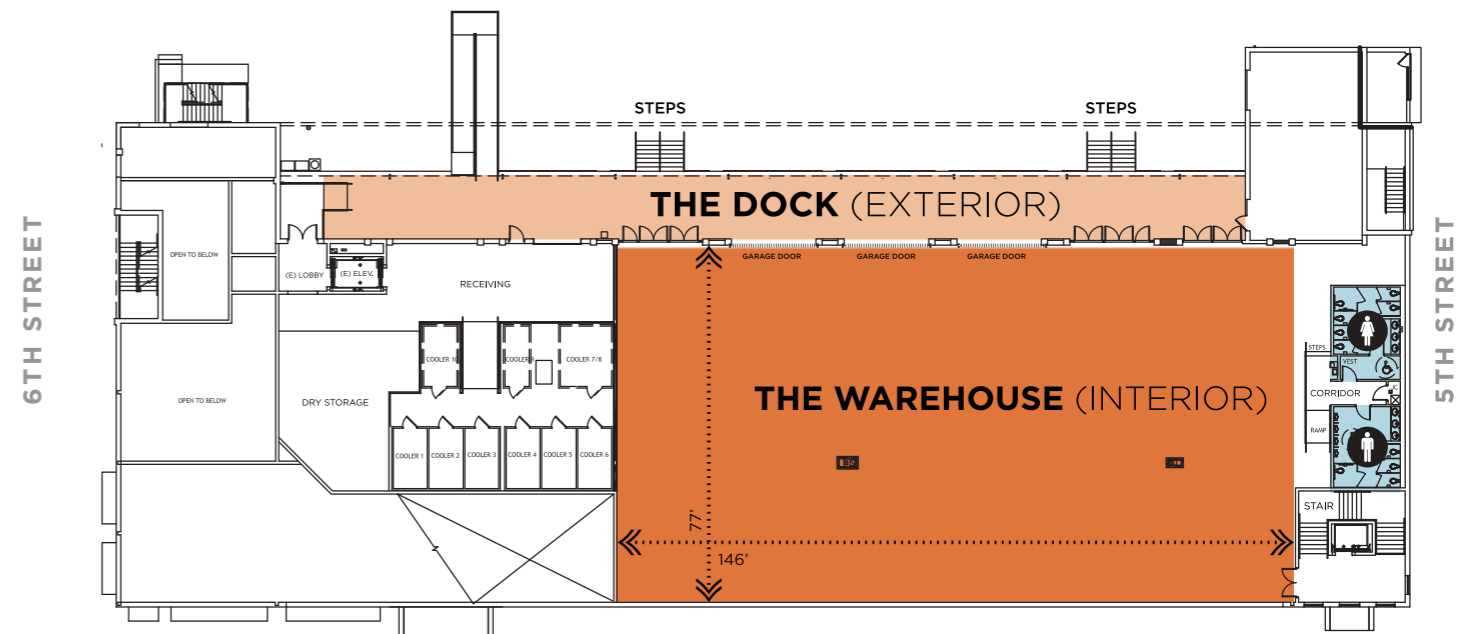 STEPS
STEPS
THE DOCK (EXTERIOR)
6TH STREET
5TH STREET
OPEN TO BELOW
(E) LOBBY
(E) ELEV.
RECEIVING
GARAGE DOOR
GARAGE DOOR
GARAGE DOOR
COOLER 10
COOLER 9
COOLER 7/8
STEPS
VEST
THE WAREHOUSE (INTERIOR)
CORRIDOR
OPEN TO BELOW
DRY STORAGE
RAMP
COOLER 1
COOLER 2
COOLER 3
COOLER 4
COOLER 5
COOLER 6
STAIR
77'
146'